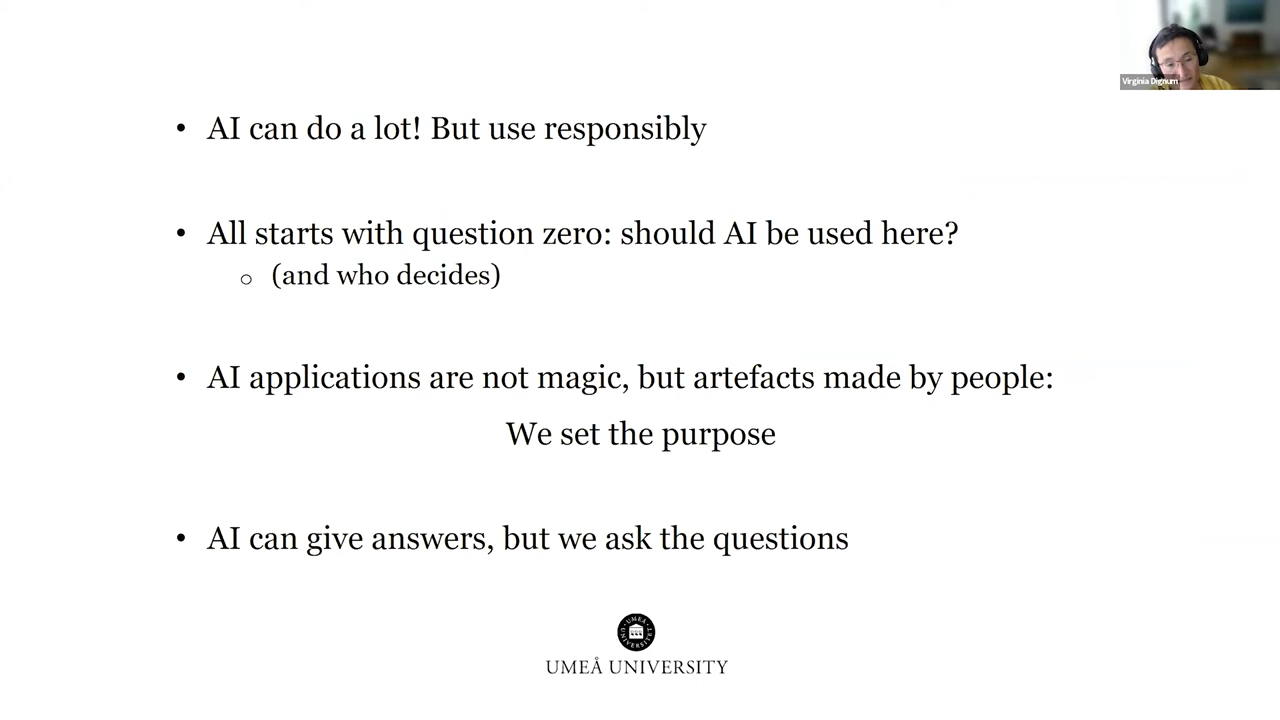 Virginia Dignum
• AI can do a lot! But use responsibly
• All starts with question zero: should AI be used here?
○ (and who decides)
• AI applications are not magic, but artefacts made by people:
We set the purpose
• AI can give answers, but we ask the questions
UMEÅ UNIVERSITET
UMEÅ UNIVERSITY